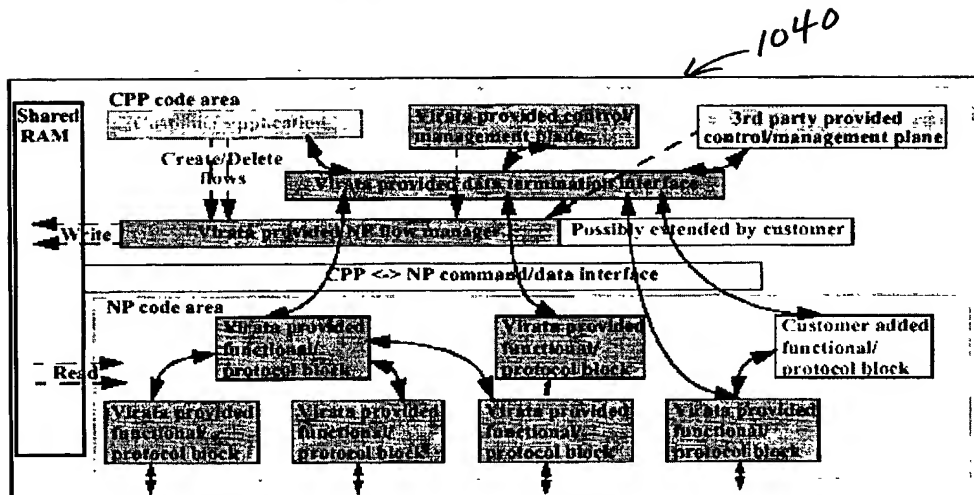 1040
Shared
RAM
CPP code area
Customer application
Virata provided control/
management plane
3rd party provided
control/management plane
Create/Delete
flows
Virata provided data termination interface
Write
Virata provided NP flow manager
Possibly extended by customer
CPP <-> NP command/data interface
NP code area
Virata provided
functional/
protocol block
Virata provided
functional/
protocol block
Customer added
functional/
protocol block
Read
Virata provided
functional/
protocol block
Virata provided
functional/
protocol block
Virata provided
functional/
protocol block
Virata provided
functional/
protocol block